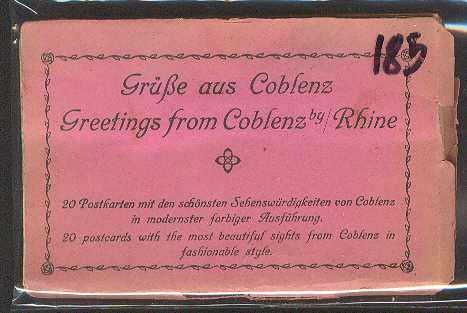 185
Grüße aus Coblenz
Greetings from Coblenz by/Rhine
20 Postkarten mit den schönsten Sehenswürdigkeiten von Coblenz
in modernster farbiger Ausführung.
20 postcards with the most beautiful sights from Coblenz in
fashionable style.